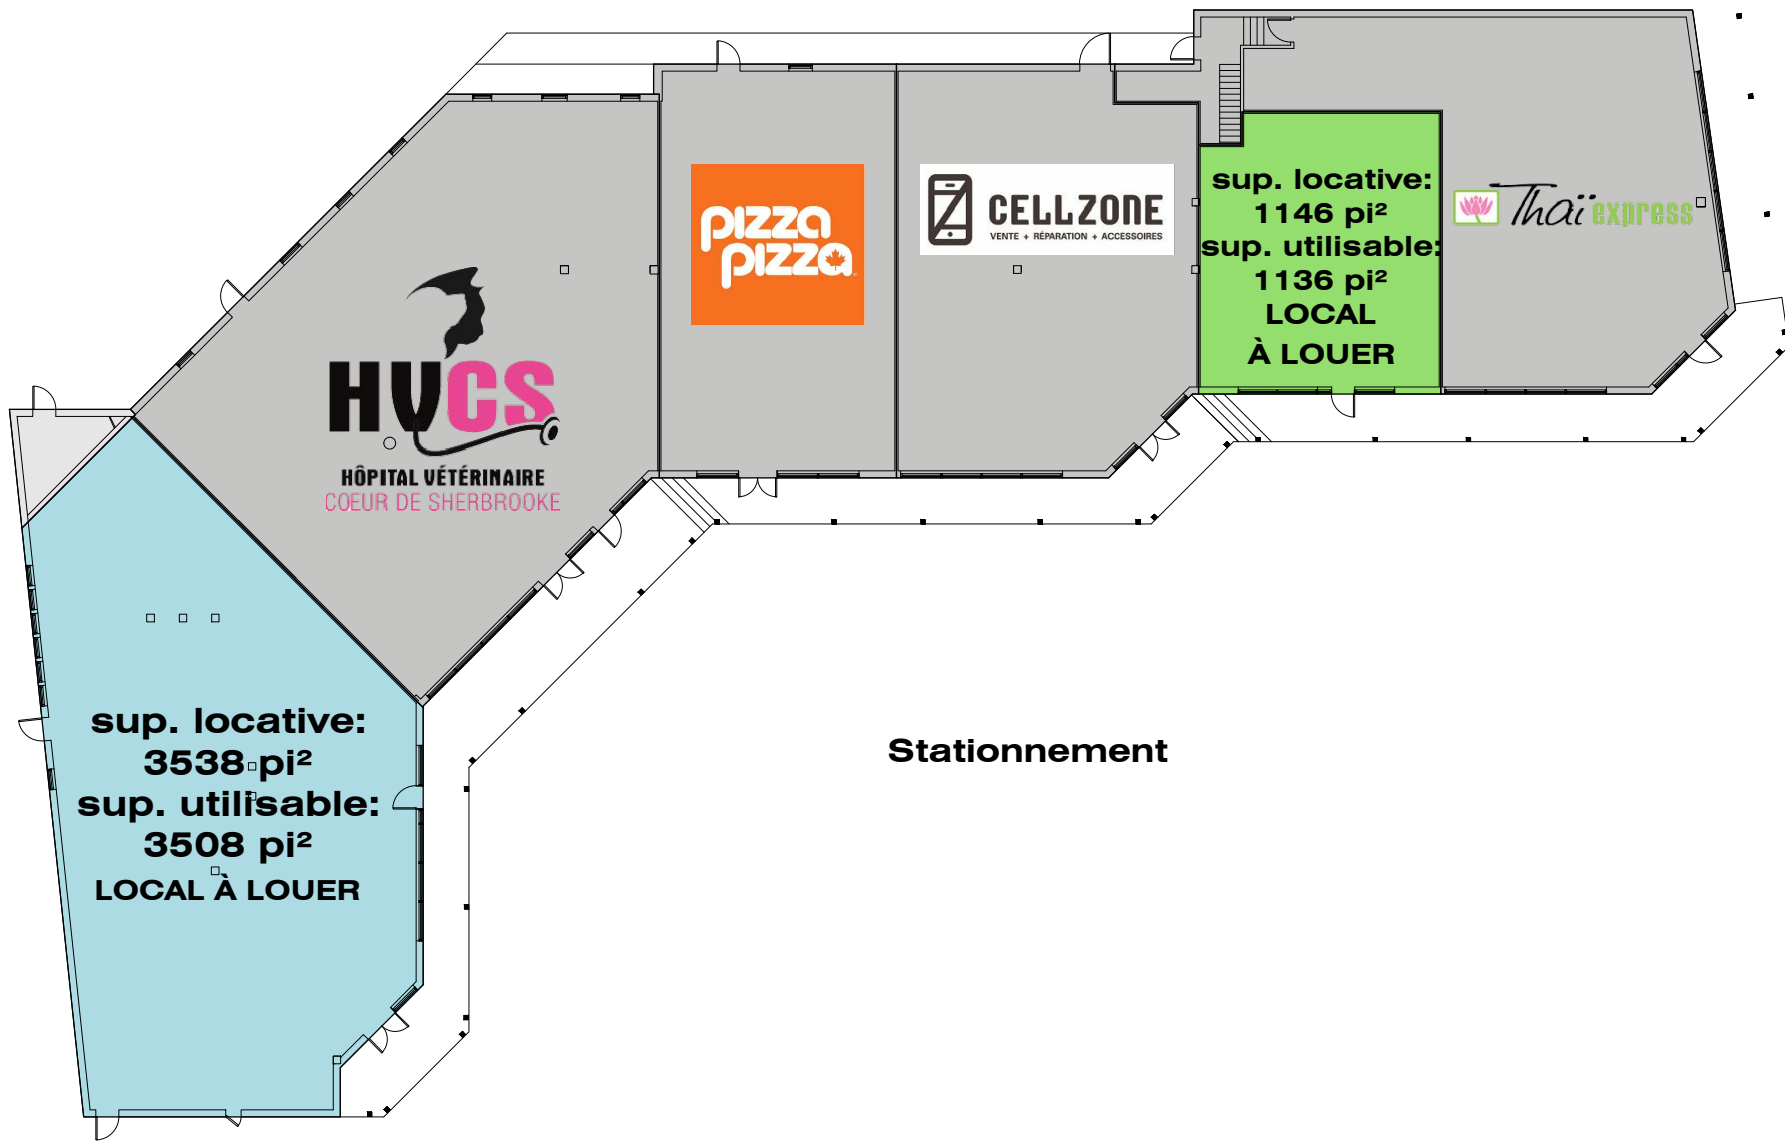 pizza
pizza
CELLZONE
VENTE + RÉPARATION + ACCESSOIRES
sup. locative:
1146 pi²
sup. utilisable:
1136 pi²
LOCAL
À LOUER
Thaï express
HVCS
HÔPITAL VÉTÉRINAIRE
COEUR DE SHERBROOKE
sup. locative:
3538 pi²
sup. utilisable:
3508 pi²
LOCAL À LOUER
Stationnement